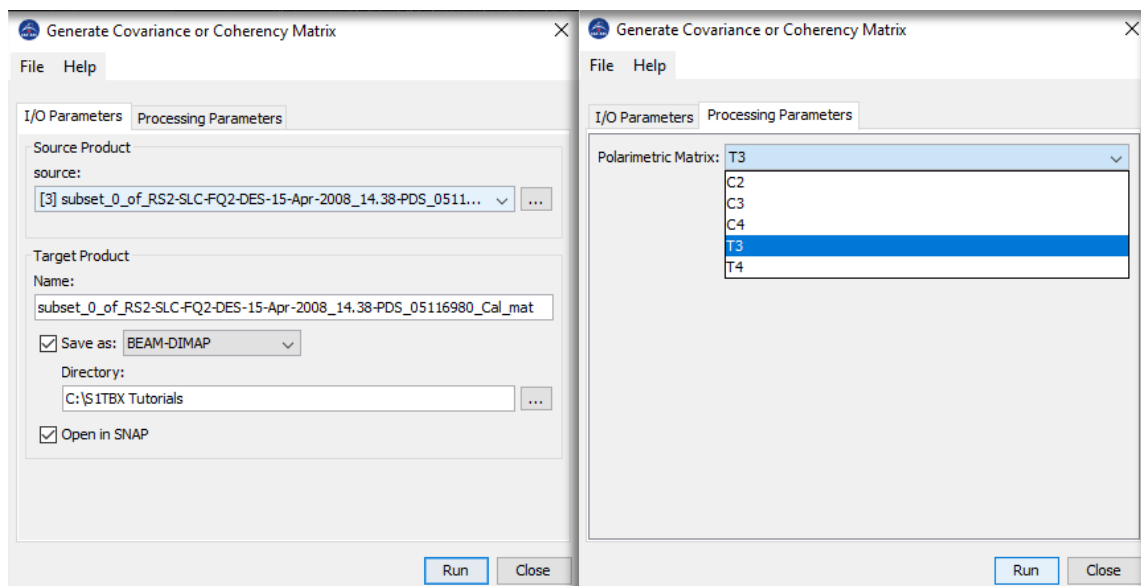 Generate Covariance or Coherency Matrix
File Help
I/O Parameters Processing Parameters
Source Product
source:
[3] subset_0_of_RS2-SLC-FQ2-DES-15-Apr-2008_14.38-PDS_0511... ...
Target Product
Name:
subset_0_of_RS2-SLC-FQ2-DES-15-Apr-2008_14.38-PDS_05116980_Cal_mat
Save as: BEAM-DIMAP
Directory:
C:\S1TBX Tutorials ...
Open in SNAP
Run Close
Generate Covariance or Coherency Matrix
File Help
I/O Parameters Processing Parameters
Polarimetric Matrix: T3
C2
C3
C4
T3
T4
Run Close